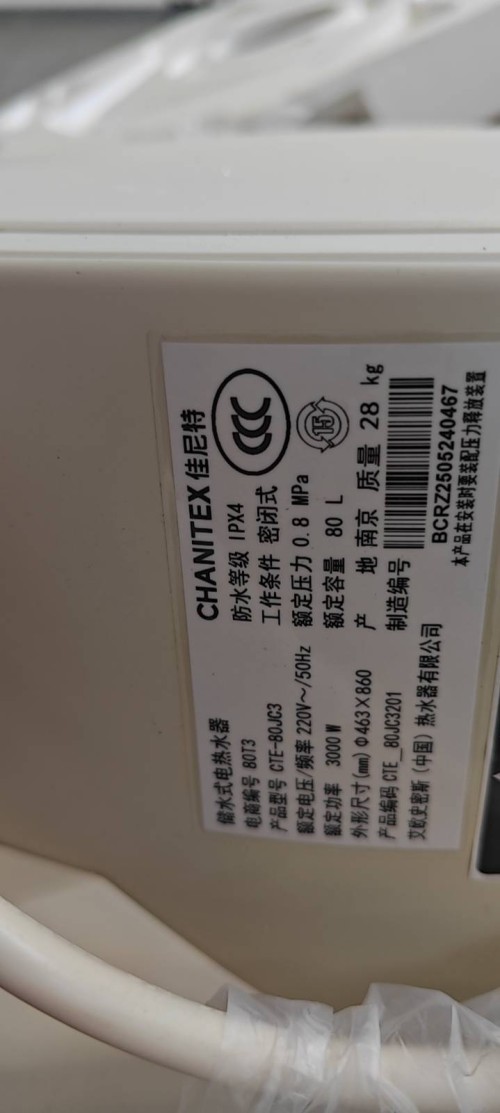 CHANITEX 佳尼特
储水式电热水器
防水等级 IPX4
电商编号 80T3
工作条件 密闭式
产品型号 CTE-80JC3
额定压力 0.8 MPa
额定电压/频率 220V~/50Hz
额定容量 80 L
额定功率 3000 W
产地 南京 质量 28 kg
外形尺寸(mm) Φ463×860
制造编号
产品编码 CTE_80JC3201
BCRZ2505240467
艾欧史密斯(中国)热水器有限公司
本产品在安装时要装配压力释放装置
CCC
15